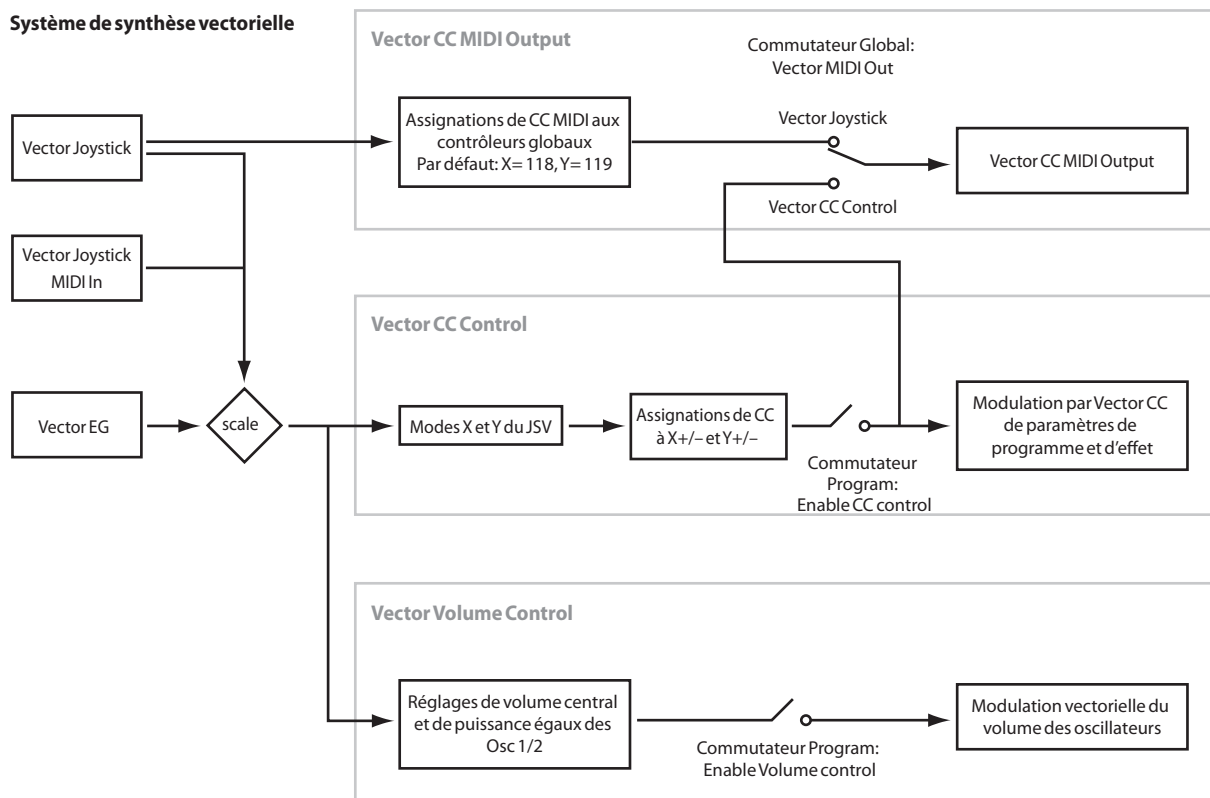 Système de synthèse vectorielle
Vector CC MIDI Output
Commutateur Global:
Vector MIDI Out
Vector Joystick
Assignations de CC MIDI aux
contrôleurs globaux
Par défaut: X= 118, Y= 119
Vector Joystick
Vector CC MIDI Output
Vector CC Control
Vector Joystick
MIDI In
Vector CC Control
Vector EG
scale
Modes X et Y du JSV
Assignations de CC
à X+/– et Y+/–
Commutateur
Program:
Enable CC control
Modulation par Vector CC
de paramètres de
programme et d'effet
Vector Volume Control
Réglages de volume central
et de puissance égaux des
Osc 1/2
Commutateur Program:
Enable Volume control
Modulation vectorielle du
volume des oscillateurs